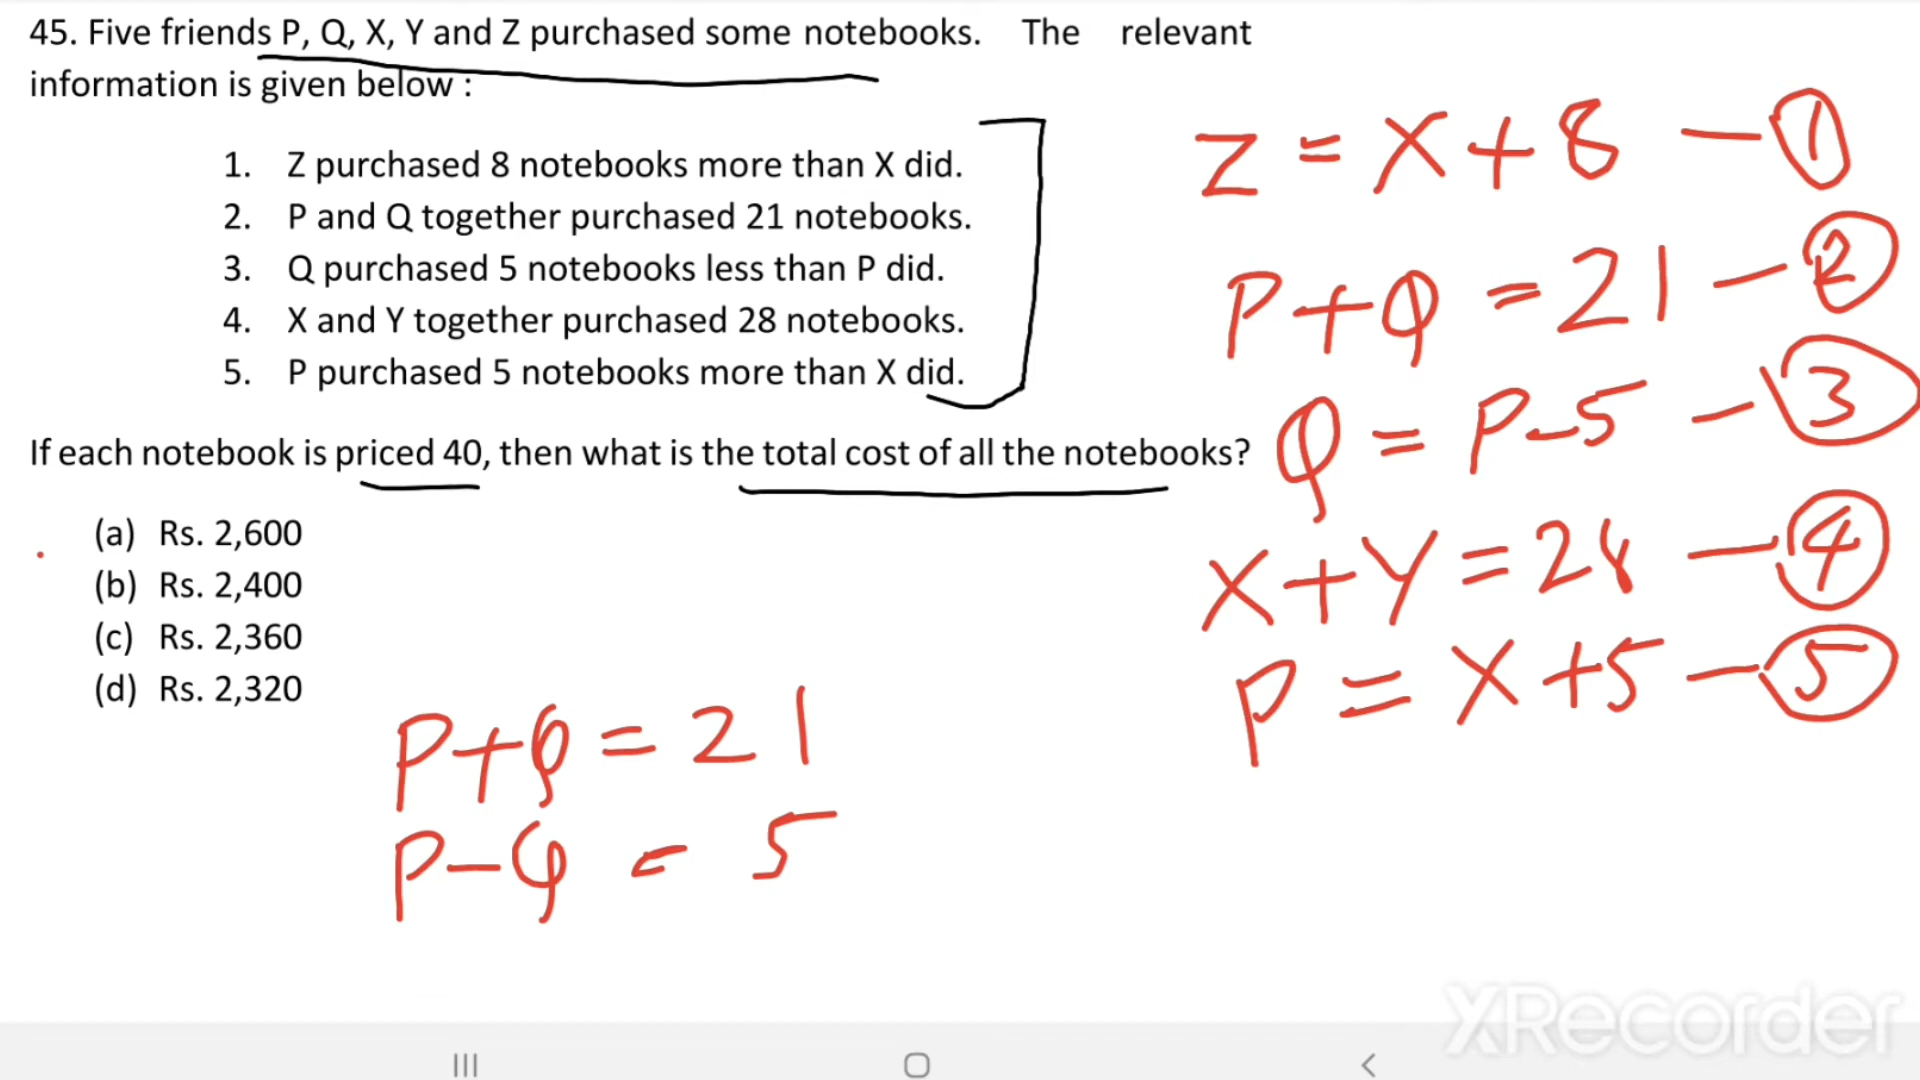 45. Five friends P, Q, X, Y and Z purchased some notebooks. The relevant
information is given below :
1. Z purchased 8 notebooks more than X did.
2. P and Q together purchased 21 notebooks.
3. Q purchased 5 notebooks less than P did.
4. X and Y together purchased 28 notebooks.
5. P purchased 5 notebooks more than X did.
If each notebook is priced 40, then what is the total cost of all the notebooks?
(a) Rs. 2,600
(b) Rs. 2,400
(c) Rs. 2,360
(d) Rs. 2,320
Z = X + 8 — 1
P + Q = 21 — 2
Q = P - 5 — 3
X + Y = 28 — 4
P = X + 5 — 5
P + Q = 21
P - Q = 5
XRecorder